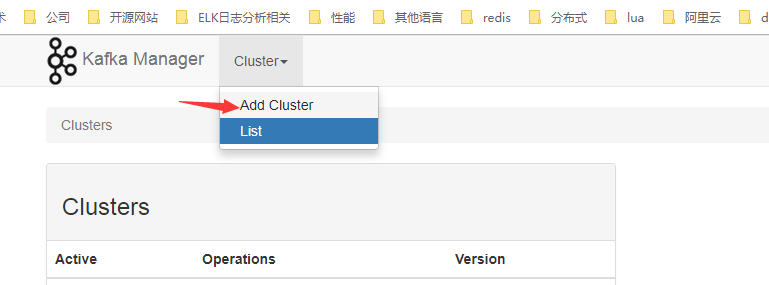 术 公司 开源网站 ELK日志分析相关 性能 其他语言 redis 分布式 lua 阿里云 d
Kafka Manager Cluster
Add Cluster
Clusters
List
Clusters
Active Operations Version